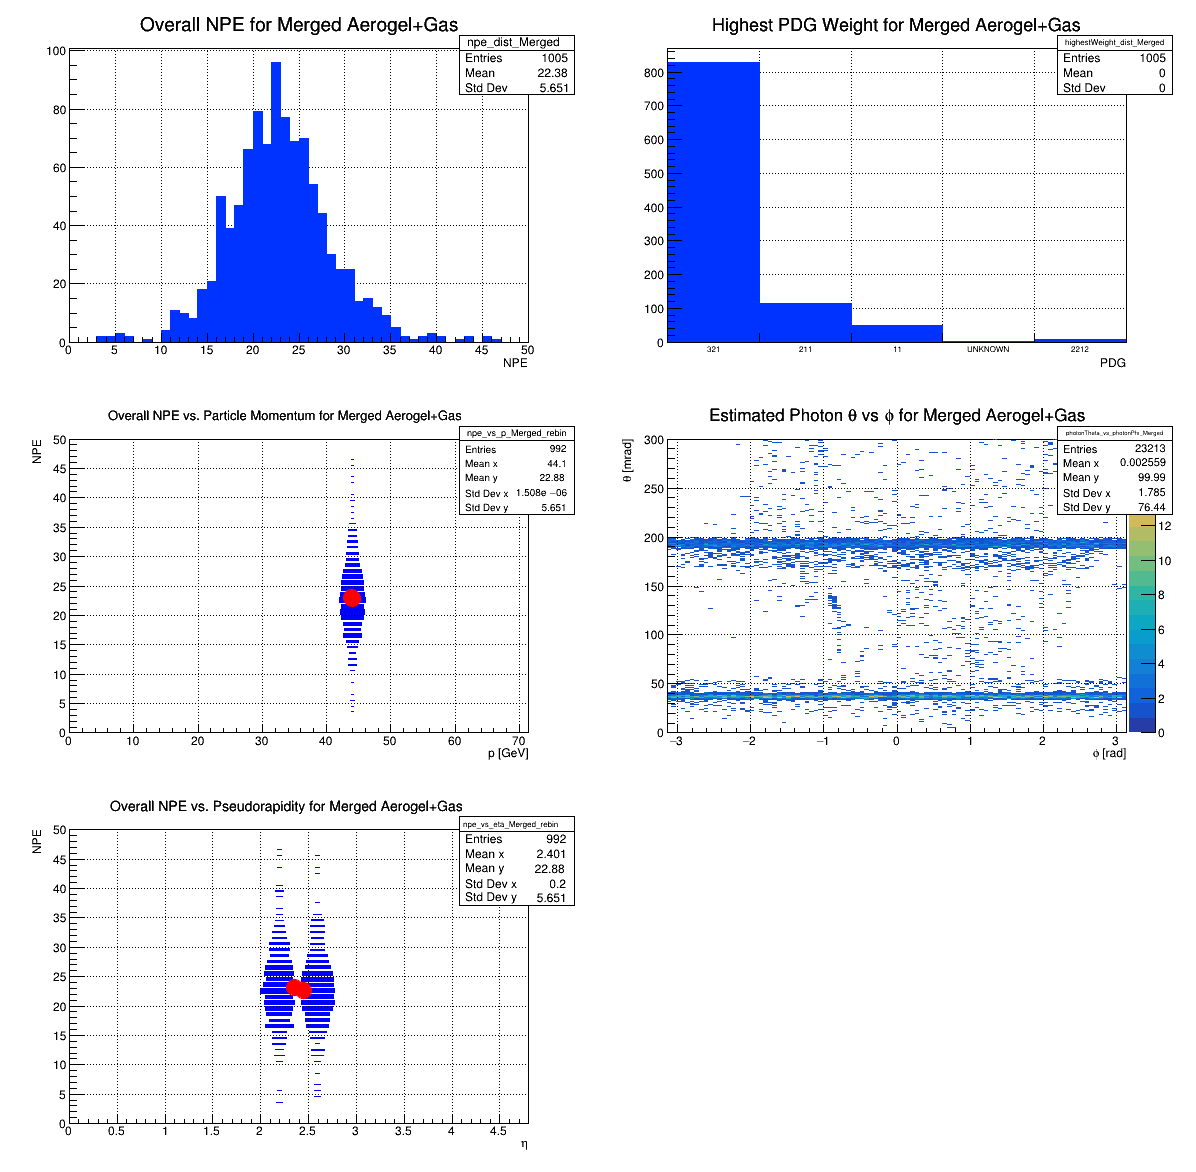 Overall NPE for Merged Aerogel+Gas
npe_dist_Merged
Entries 1005
Mean 22.38
Std Dev 5.651
100
80
60
40
20
0
0 5 10 15 20 25 30 35 40 45 50
NPE
Highest PDG Weight for Merged Aerogel+Gas
highestWeight_dist_Merged
Entries 1005
Mean 0
Std Dev 0
800
700
600
500
400
300
200
100
0
321 211 11 UNKNOWN 2212
PDG
Overall NPE vs. Particle Momentum for Merged Aerogel+Gas
npe_vs_p_Merged_rebin
Entries 992
Mean x 44.1
Mean y 22.88
Std Dev x 1.508e −06
Std Dev y 5.651
NPE
50
45
40
35
30
25
20
15
10
5
0
0 10 20 30 40 50 60 70
p [GeV]
Estimated Photon θ vs ϕ for Merged Aerogel+Gas
photonTheta_vs_photonPhi_Merged
Entries 23213
Mean x 0.002559
Mean y 99.99
Std Dev x 1.785
Std Dev y 76.44
θ [mrad]
300
250
200
150
100
50
0
−3 −2 −1 0 1 2 3
ϕ [rad]
12
10
8
6
4
2
0
Overall NPE vs. Pseudorapidity for Merged Aerogel+Gas
npe_vs_eta_Merged_rebin
Entries 992
Mean x 2.401
Mean y 22.88
Std Dev x 0.2
Std Dev y 5.651
NPE
50
45
40
35
30
25
20
15
10
5
0
0 0.5 1 1.5 2 2.5 3 3.5 4 4.5
η